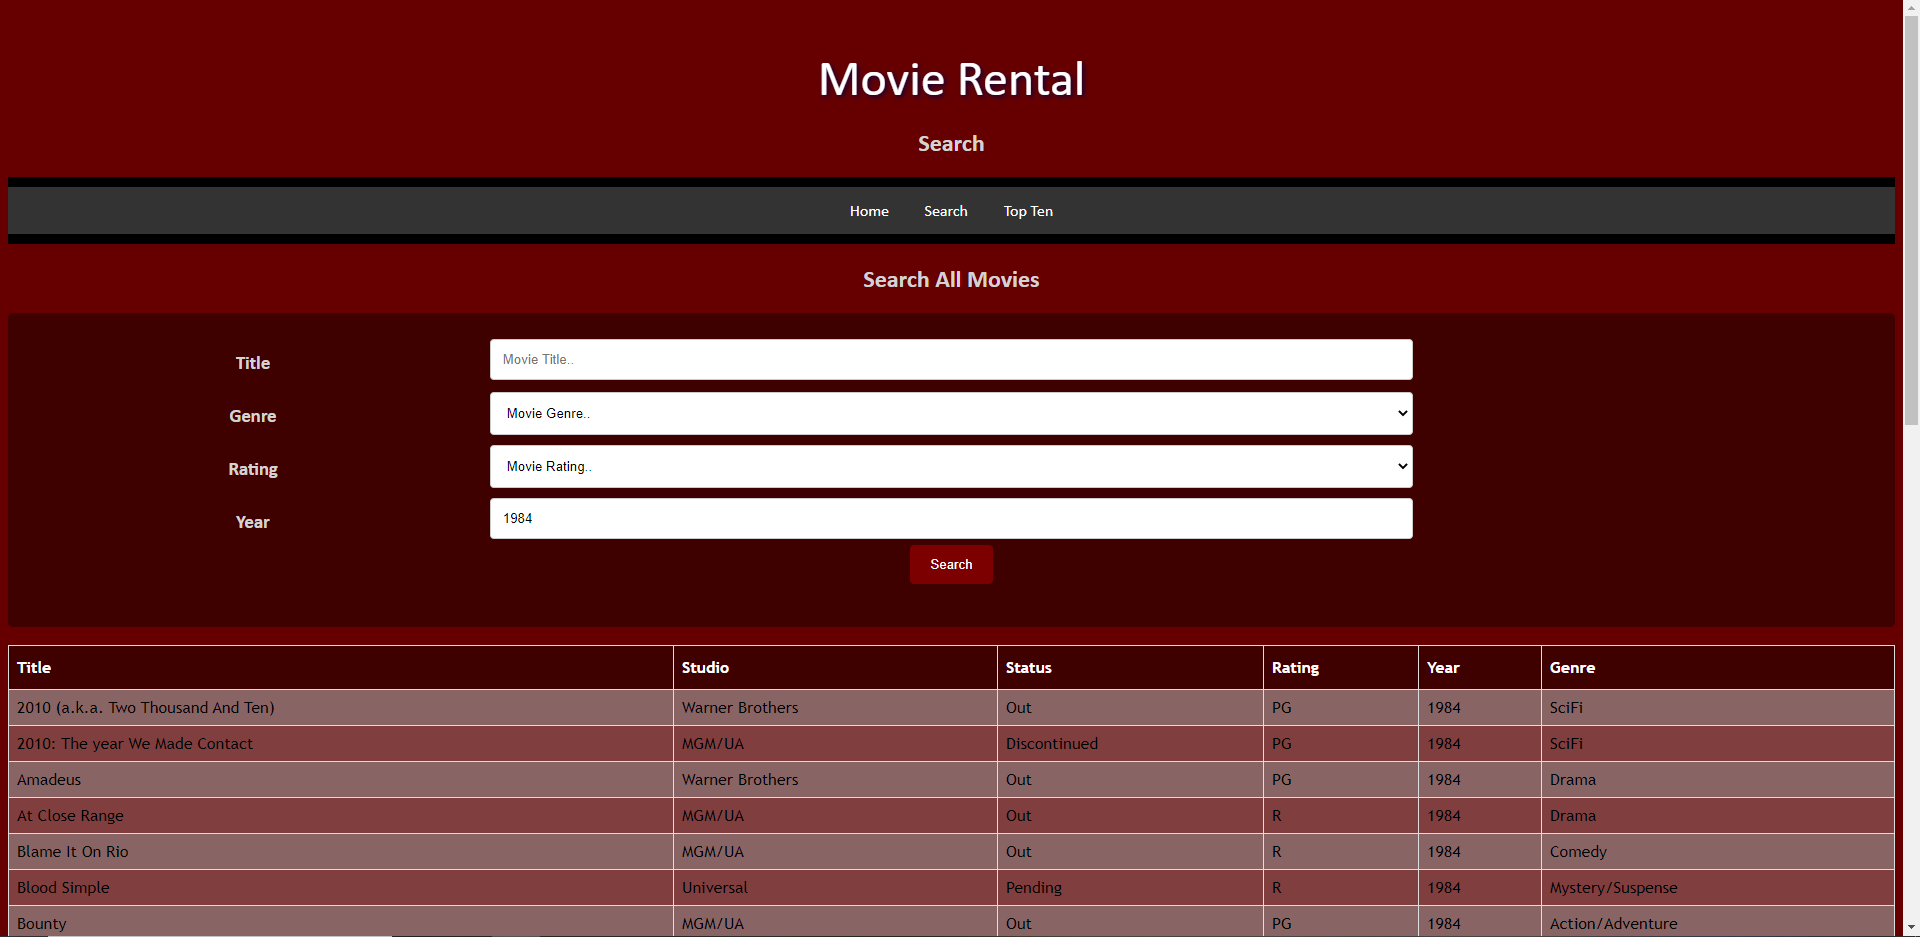 Movie Rental
Search
Home Search Top Ten
Search All Movies
Title Movie Title..
Genre Movie Genre..
Rating Movie Rating..
Year 1984
Search
Title Studio Status Rating Year Genre
2010 (a.k.a. Two Thousand And Ten) Warner Brothers Out PG 1984 SciFi
2010: The year We Made Contact MGM/UA Discontinued PG 1984 SciFi
Amadeus Warner Brothers Out PG 1984 Drama
At Close Range MGM/UA Out R 1984 Drama
Blame It On Rio MGM/UA Out R 1984 Comedy
Blood Simple Universal Pending R 1984 Mystery/Suspense
Bounty MGM/UA Out PG 1984 Action/Adventure